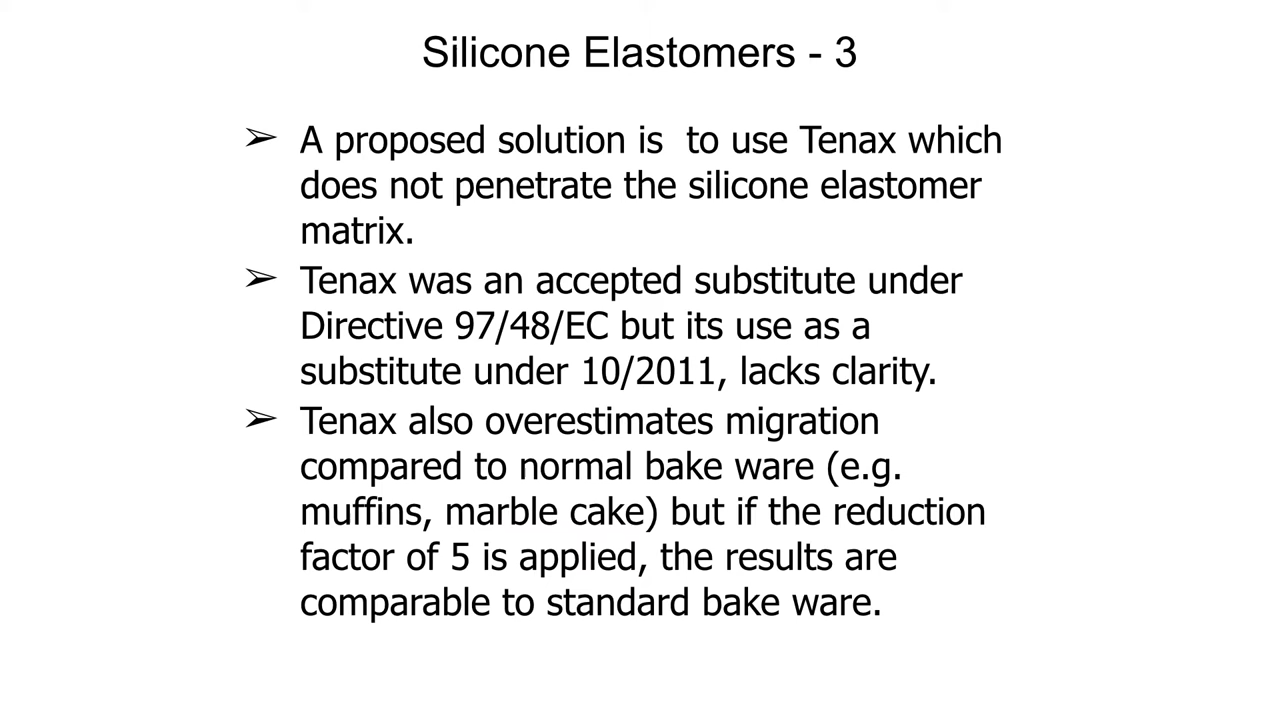 Silicone Elastomers - 3
➢ A proposed solution is  to use Tenax which
does not penetrate the silicone elastomer
matrix.
➢ Tenax was an accepted substitute under
Directive 97/48/EC but its use as a
substitute under 10/2011, lacks clarity.
➢ Tenax also overestimates migration
compared to normal bake ware (e.g.
muffins, marble cake) but if the reduction
factor of 5 is applied, the results are
comparable to standard bake ware.